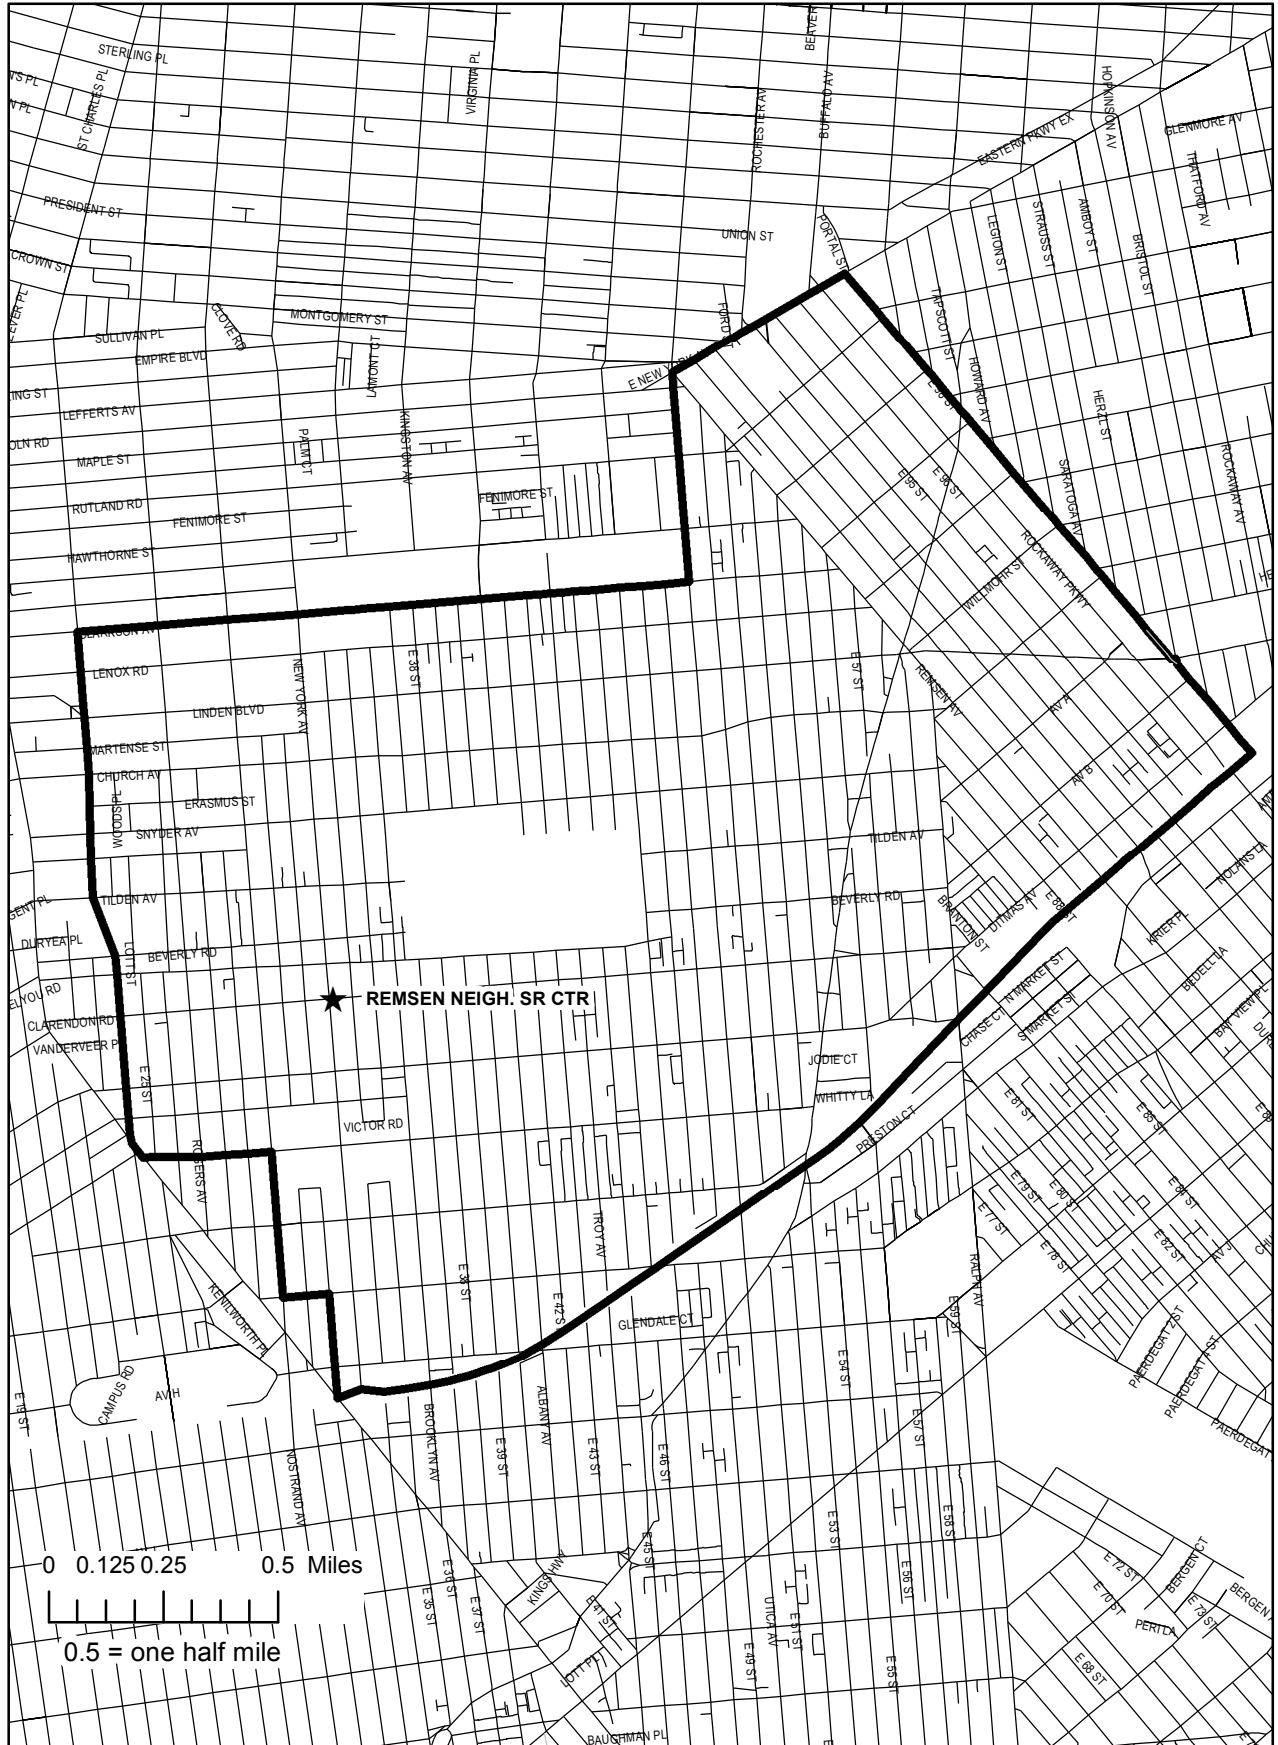 STERLING PL
VIRGINIA PL
BEAVER
ST CHARLES PL
ROCHESTER AV
BUFFALO AV
HOPKINSON AV
EASTERN PKWY EX
GLENMORE AV
THATFORD AV
PRESIDENT ST
UNION ST
PORTAL ST
LEGION ST
STRAUSS ST
AMBOY ST
BRISTOL ST
CROWN ST
CLOVE RD
MONTGOMERY ST
FORD ST
TAPSCOTT ST
SULLIVAN PL
EMPIRE BLVD
LAMONT CT
E NEW YORK
HOWARD AV
E 98 ST
LEFFERTS AV
HERZL ST
MAPLE ST
PALM CT
KINGSTON AV
ROCKAWAY AV
SARATOGA AV
RUTLAND RD
FENIMORE ST
FENIMORE ST
E 95 ST
E 96 ST
HAWTHORNE ST
ROCKAWAY PKWY
WILLMOHR ST
CLARKSON AV
LENOX RD
NEW YORK AV
E 38 ST
E 57 ST
REMSEN AV
LINDEN BLVD
AV A
MARTENSE ST
CHURCH AV
AV B
WOODS PL
ERASMUS ST
SNYDER AV
TILDEN AV
NOLANS LA
TILDEN AV
BEVERLY RD
BRANTON ST
DITMAS AV
E 88 ST
KRIER PL
DURYEA PL
LOTT ST
BEVERLY RD
BEDELL LA
REMSEN NEIGH. SR CTR
CHASE CT
N MARKET ST
S MARKET ST
BAY VIEW PL
CLARENDON RD
VANDERVEER P
JODIE CT
E 25 ST
WHITTY LA
E 81 ST
E 85 ST
VICTOR RD
PRESTON CT
ROGERS AV
E 79 ST
E 80 ST
E 84 ST
TROY AV
E 77 ST
E 78 ST
E 82 ST
AV J
RALPH AV
KENILWORTH PL
E 42 S
GLENDALE CT
E 59 ST
PAERDEGAT 2 ST
PAERDEGAT 4 ST
PAERDEGAT
E 54 ST
E 19 ST
CAMPUS RD
AV H
BROOKLYN AV
ALBANY AV
E 57 ST
NOSTRAND AV
E 39 ST
E 43 ST
E 46 ST
E 53 ST
E 58 ST
E 45 ST
0 0.125 0.25 0.5 Miles
E 36 ST
E 35 ST
E 37 ST
KINGS HWY
E 41 ST
E 56 ST
E 72 ST
BERGEN CT
BERGEN
E 70 ST
E 73 ST
PERI LA
UTICA AV
E 51 ST
E 49 ST
E 55 ST
E 68 ST
0.5 = one half mile
LOTT PL
BAUGHMAN PL